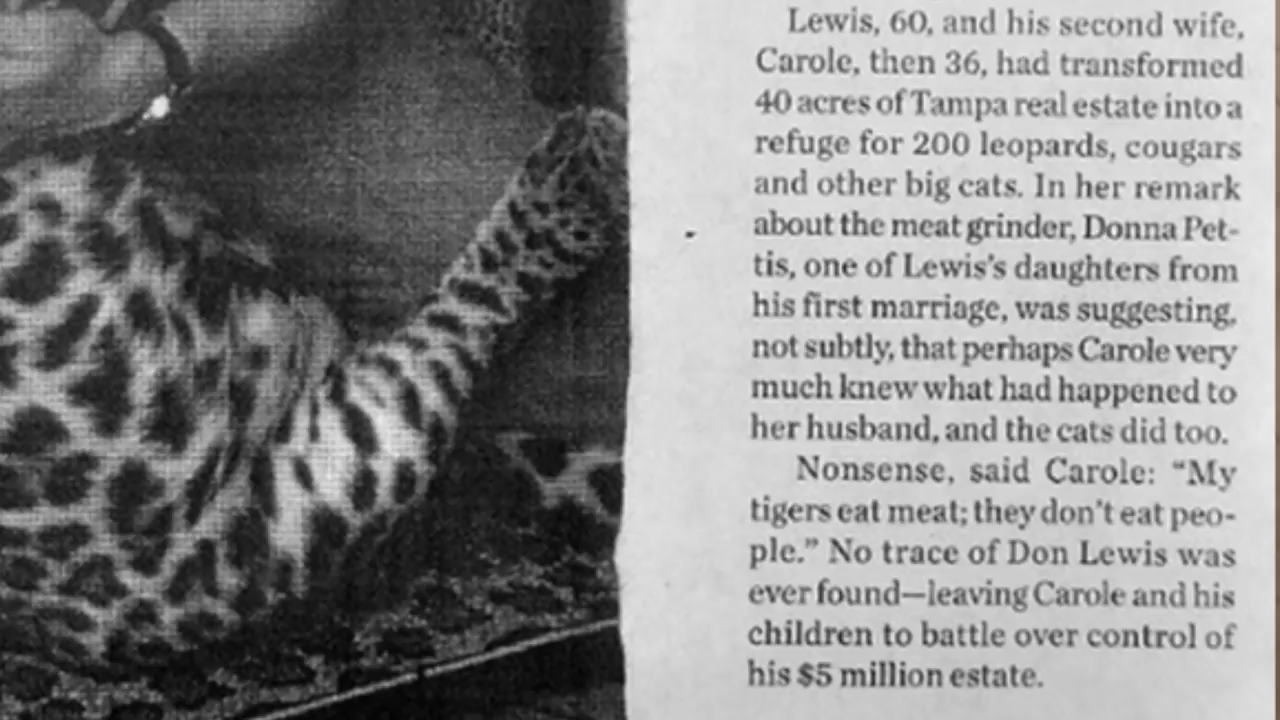 Lewis, 60, and his second wife,
Carole, then 36, had transformed
40 acres of Tampa real estate into a
refuge for 200 leopards, cougars
and other big cats. In her remark
about the meat grinder, Donna Pet-
tis, one of Lewis's daughters from
his first marriage, was suggesting,
not subtly, that perhaps Carole very
much knew what had happened to
her husband, and the cats did too.
Nonsense, said Carole: “My
tigers eat meat; they don't eat peo-
ple.” No trace of Don Lewis was
ever found—leaving Carole and his
children to battle over control of
his $5 million estate.